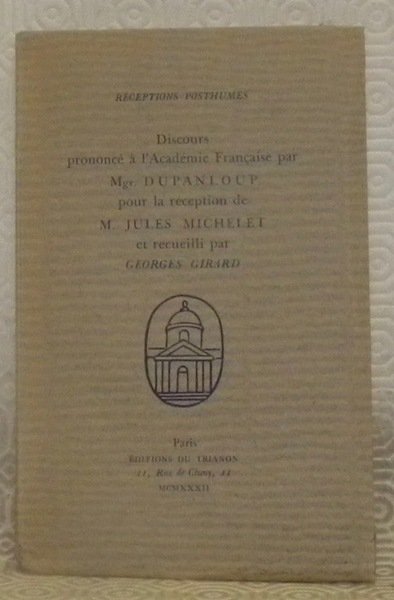 RÉCEPTIONS POSTHUMES
Discours
prononcé à l'Académie Française par
Mgr. DUPANLOUP
pour la réception de
M. JULES MICHELET
et recueilli par
GEORGES GIRARD
Paris
ÉDITIONS DU TRIANON
11, Rue de Cluny, 11
MCMXXXII